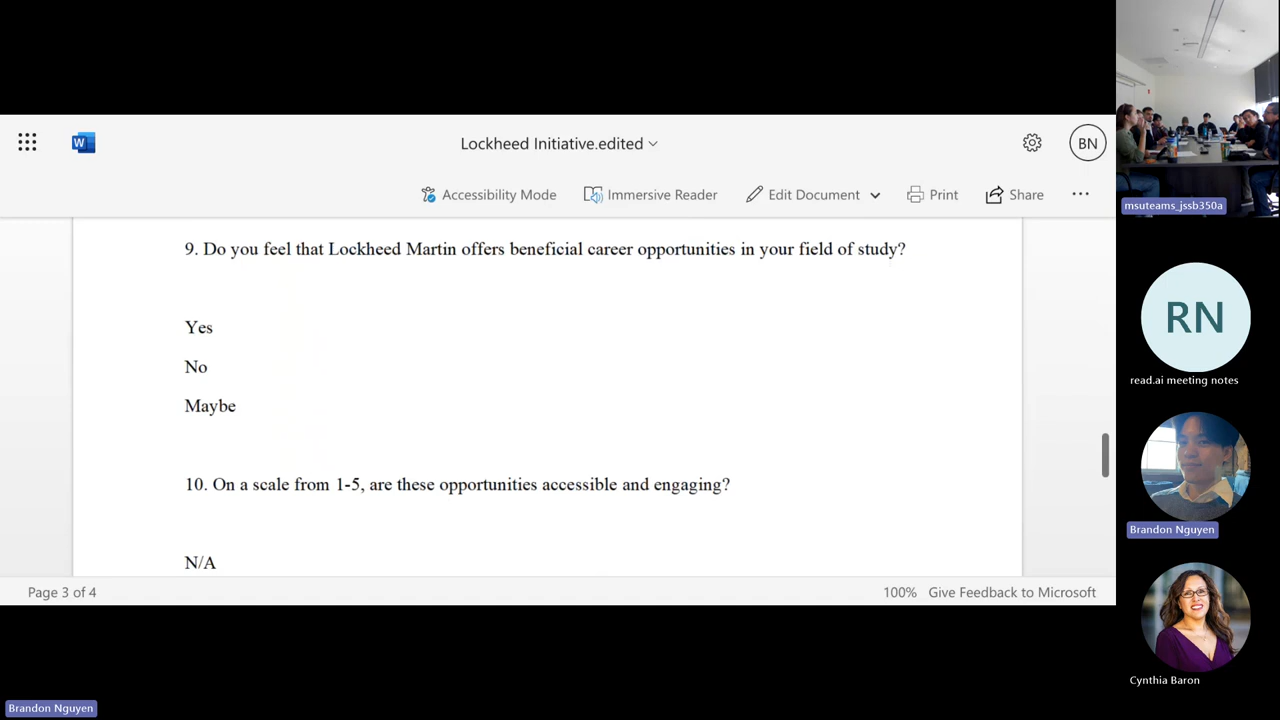 W
Lockheed Initiative.edited
BN
Accessibility Mode
Immersive Reader
Edit Document
Print
Share
9. Do you feel that Lockheed Martin offers beneficial career opportunities in your field of study?
Yes
No
Maybe
10. On a scale from 1-5, are these opportunities accessible and engaging?
N/A
Page 3 of 4
100%
Give Feedback to Microsoft
msuteams_jssb350a
RN
read.ai meeting notes
Brandon Nguyen
Cynthia Baron
Brandon Nguyen